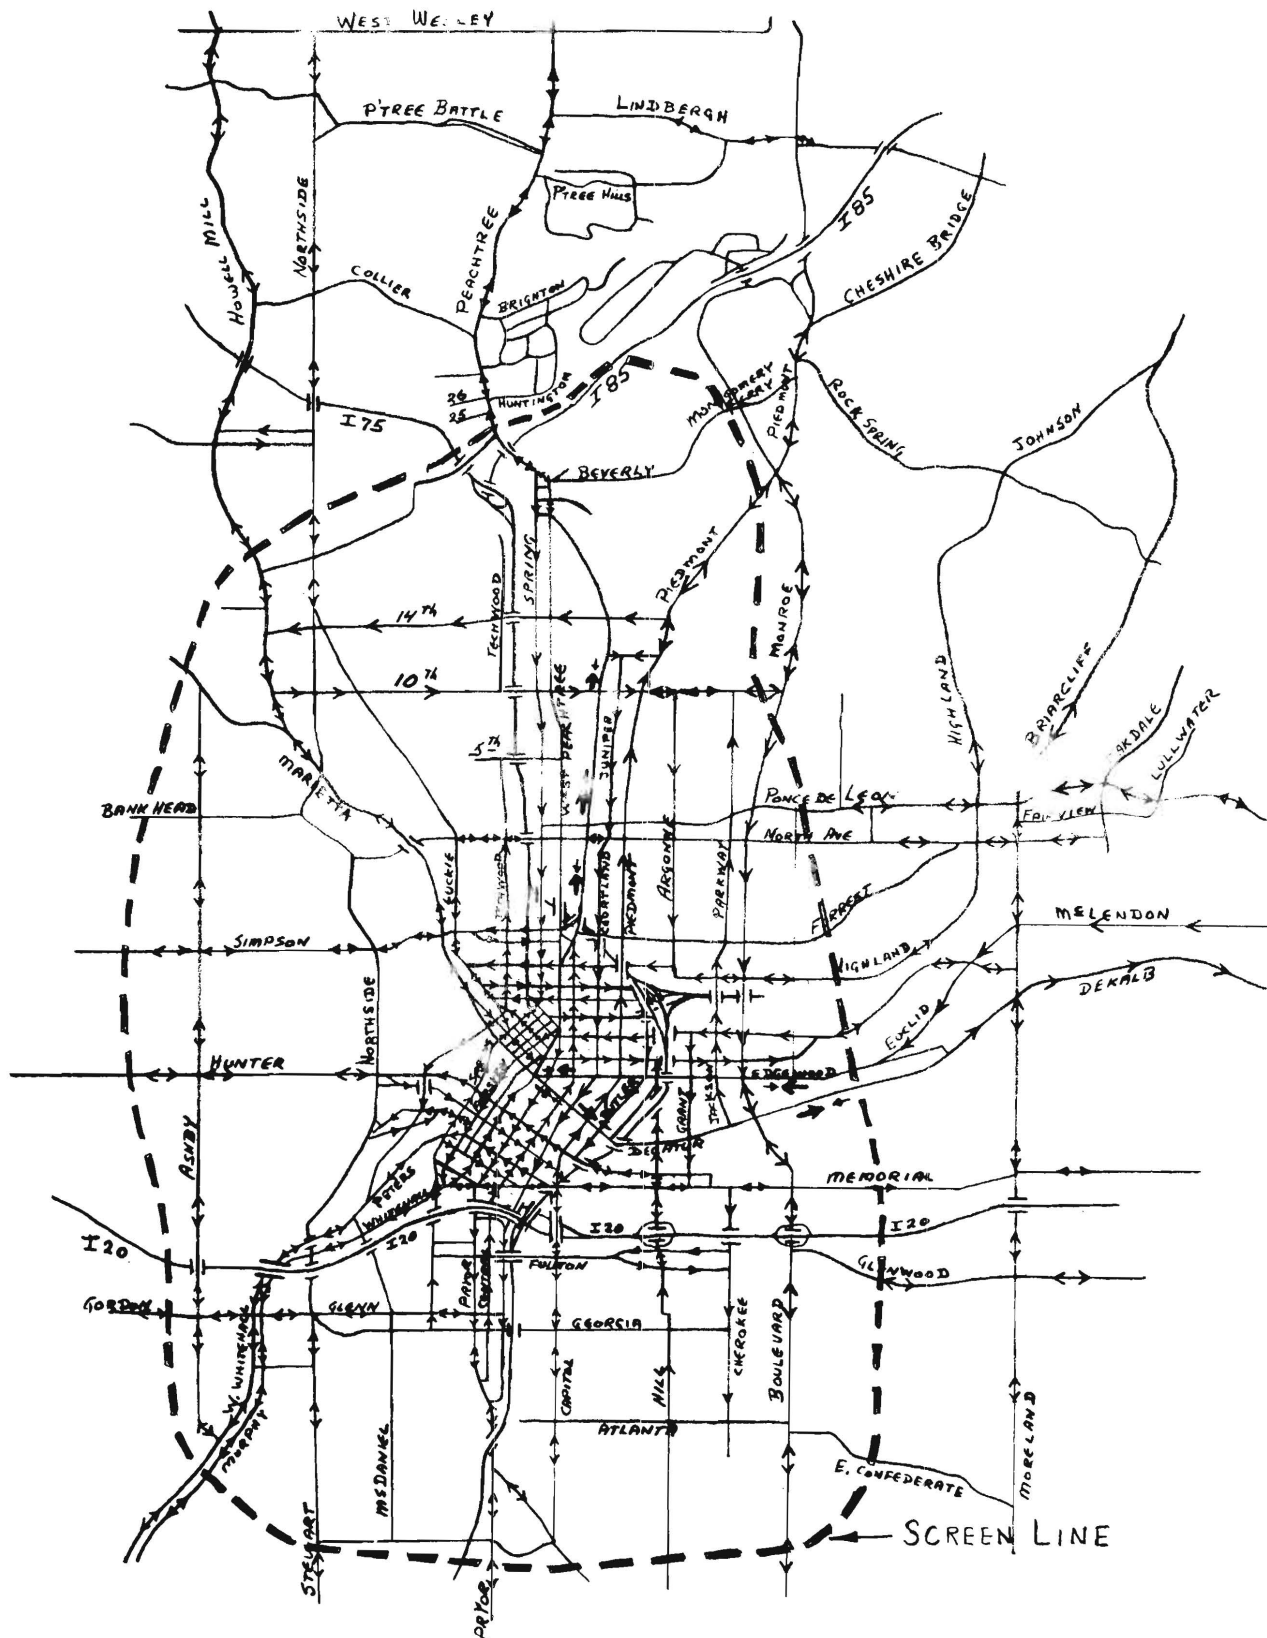 WEST WESLEY
P'TREE BATTLE
LINDBERGH
P'TREE HILLS
I85
NORTHSIDE
HOWELL MILL
PEACHTREE
COLLIER
BRIGHTON
CHESHIRE BRIDGE
HUNTINGTON
26
25
I85
I75
MONTGOMERY FERRY
PIEDMONT
ROCK SPRING
JOHNSON
BEVERLY
SPRING
TECHWOOD
PIEDMONT
MONROE
14TH
10TH
5TH
WEST PEACHTREE
JUNIPER
HIGHLAND
BRIARCLIFF
OAKDALE
LULLWATER
MARIETTA
BANKHEAD
PONCE DE LEON
FAIRVIEW
NORTH AVE
LUCKIE
COURTLAND
PIEDMONT
ARGONNE
PARKWAY
FORREST
McLENDON
SIMPSON
HIGHLAND
DEKALB
EUCLID
NORTHSIDE
HUNTER
EDGEWOOD
BUTLER
GRANT
JACKSON
DECATUR
ASHBY
PETERS
WHITEHALL
MEMORIAL
I20
I20
I20
I20
FULTON
GLENWOOD
GORDON
GLENN
PRYOR
CENTRAL
GEORGIA
CHEROKEE
BOULEVARD
W. WHITEHALL
MURPHY
CAPITOL
HILL
ATLANTA
McDANIEL
E. CONFEDERATE
MORELAND
STEWART
PRYOR
SCREEN LINE